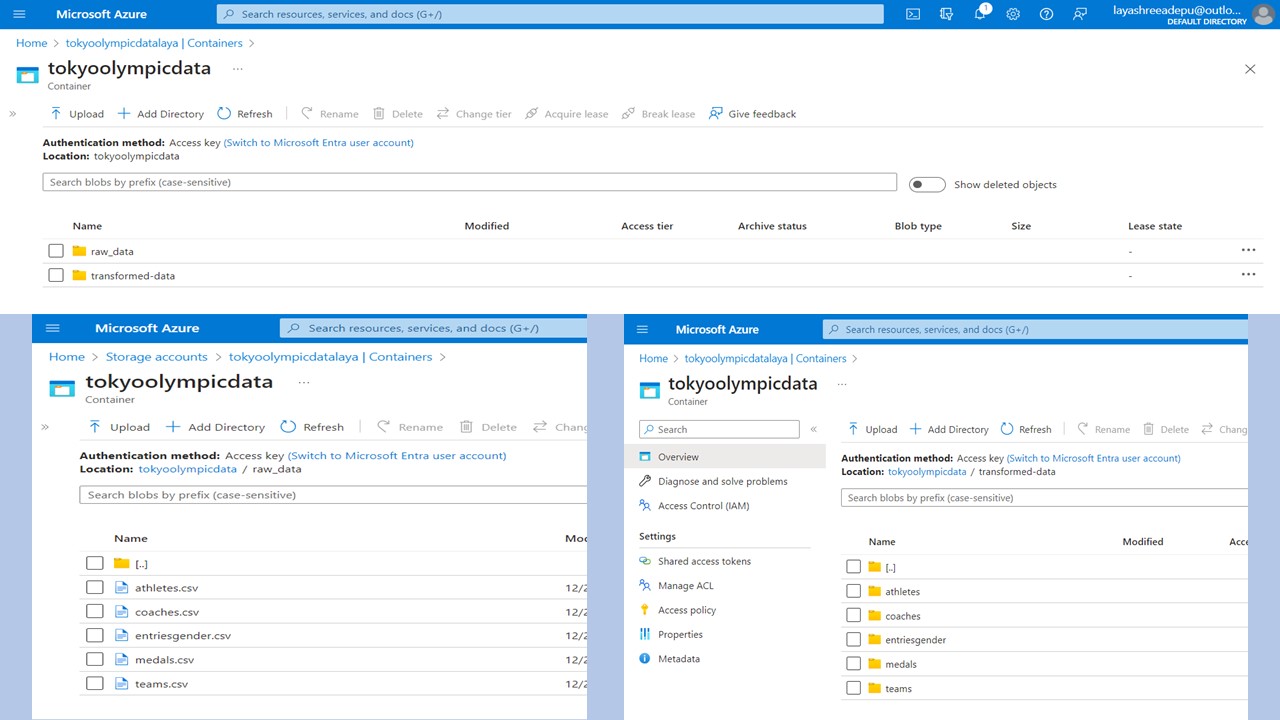 Microsoft Azure
Search resources, services, and docs (G+/)
1
layashreeadepu@outlo...
DEFAULT DIRECTORY
Home > tokyoolympicdatalaya | Containers >
tokyoolympicdata ...
Container
Upload Add Directory Refresh Rename Delete Change tier Acquire lease Break lease Give feedback
Authentication method: Access key (Switch to Microsoft Entra user account)
Location: tokyoolympicdata
Search blobs by prefix (case-sensitive)
Show deleted objects
Name Modified Access tier Archive status Blob type Size Lease state
raw_data - ...
transformed-data - ...
Microsoft Azure
Search resources, services, and docs (G+/)
Home > Storage accounts > tokyoolympicdatalaya | Containers >
tokyoolympicdata ...
Container
Upload Add Directory Refresh Rename Delete Chang
Authentication method: Access key (Switch to Microsoft Entra user account)
Location: tokyoolympicdata / raw_data
Search blobs by prefix (case-sensitive)
Name Mod
[..]
athletes.csv 12/2
coaches.csv 12/2
entriesgender.csv 12/2
medals.csv 12/2
teams.csv 12/2
Microsoft Azure
Search resources, services, and docs (G+/)
Home > tokyoolympicdatalaya | Containers >
tokyoolympicdata ...
Container
Search
Overview
Diagnose and solve problems
Access Control (IAM)
Settings
Shared access tokens
Manage ACL
Access policy
Properties
Metadata
Upload Add Directory Refresh Rename Delete Chang
Authentication method: Access key (Switch to Microsoft Entra user account)
Location: tokyoolympicdata / transformed-data
Search blobs by prefix (case-sensitive)
Name Modified Acce
[..]
athletes
coaches
entriesgender
medals
teams